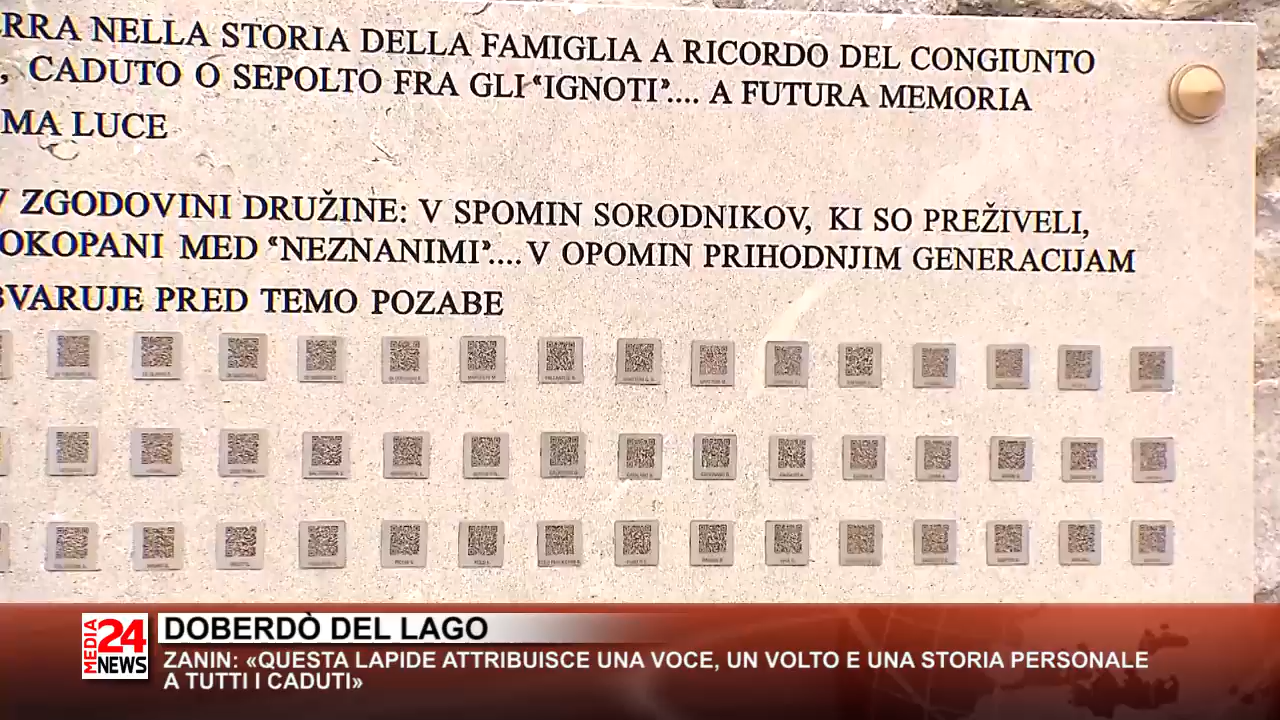 RRA NELLA STORIA DELLA FAMIGLIA A RICORDO DEL CONGIUNTO
, CADUTO O SEPOLTO FRA GLI "IGNOTI".... A FUTURA MEMORIA
MA LUCE
V ZGODOVINI DRUŽINE: V SPOMIN SORODNIKOV, KI SO PREŽIVELI,
OKOPANI MED "NEZNANIMI".... V OPOMIN PRIHODNJIM GENERACIJAM
BVARUJE PRED TEMO POZABE
MEDIA 24 NEWS
DOBERDÒ DEL LAGO
ZANIN: «QUESTA LAPIDE ATTRIBUISCE UNA VOCE, UN VOLTO E UNA STORIA PERSONALE
A TUTTI I CADUTI»